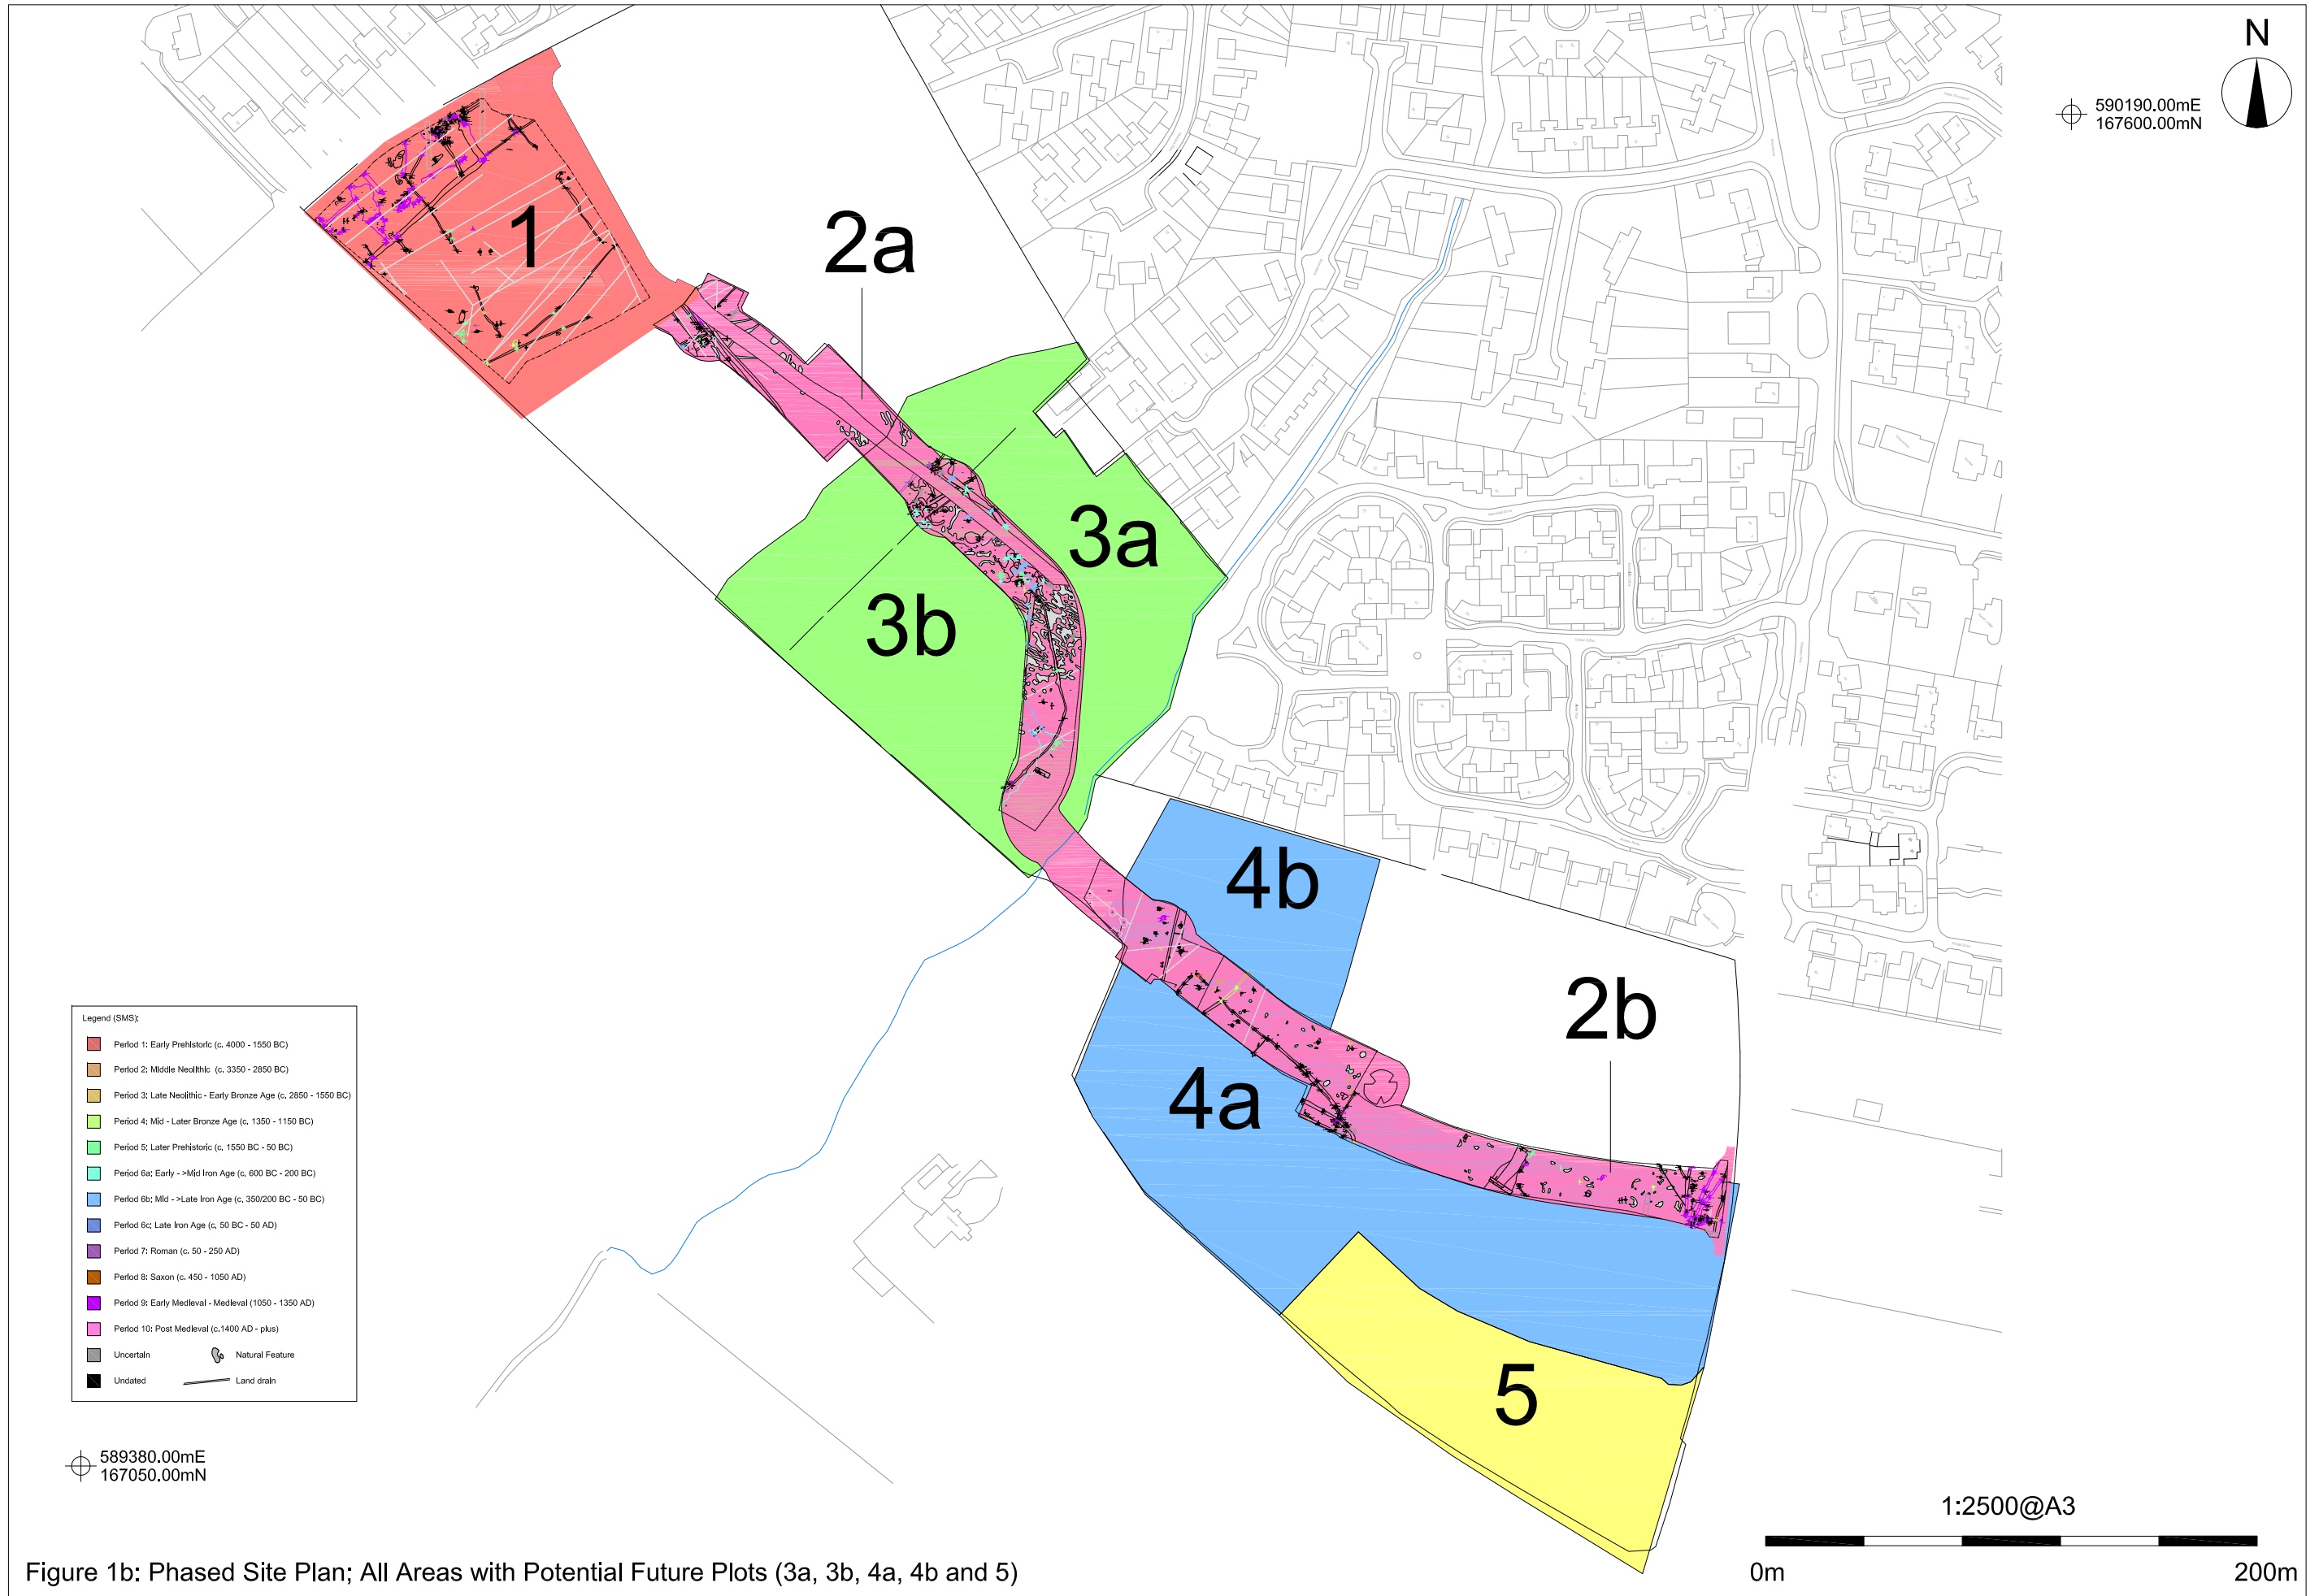 N
590190.00mE
167600.00mN
1
2a
3a
3b
4b
2b
4a
5
Legend (SMS):
Period 1: Early Prehistoric (c. 4000 - 1550 BC)
Period 2: Middle Neolithic (c. 3350 - 2850 BC)
Period 3: Late Neolithic - Early Bronze Age (c. 2850 - 1550 BC)
Period 4: Mid - Later Bronze Age (c. 1350 - 1150 BC)
Period 5: Later Prehistoric (c. 1550 BC - 50 BC)
Period 6a: Early - >Mid Iron Age (c. 600 BC - 200 BC)
Period 6b: Mid - >Late Iron Age (c. 350/200 BC - 50 BC)
Period 6c: Late Iron Age (c. 50 BC - 50 AD)
Period 7: Roman (c. 50 - 250 AD)
Period 8: Saxon (c. 450 - 1050 AD)
Period 9: Early Medieval - Medieval (1050 - 1350 AD)
Period 10: Post Medieval (c.1400 AD - plus)
Uncertain Natural Feature
Undated Land drain
589380.00mE
167050.00mN
1:2500@A3
0m 200m
Figure 1b: Phased Site Plan; All Areas with Potential Future Plots (3a, 3b, 4a, 4b and 5)